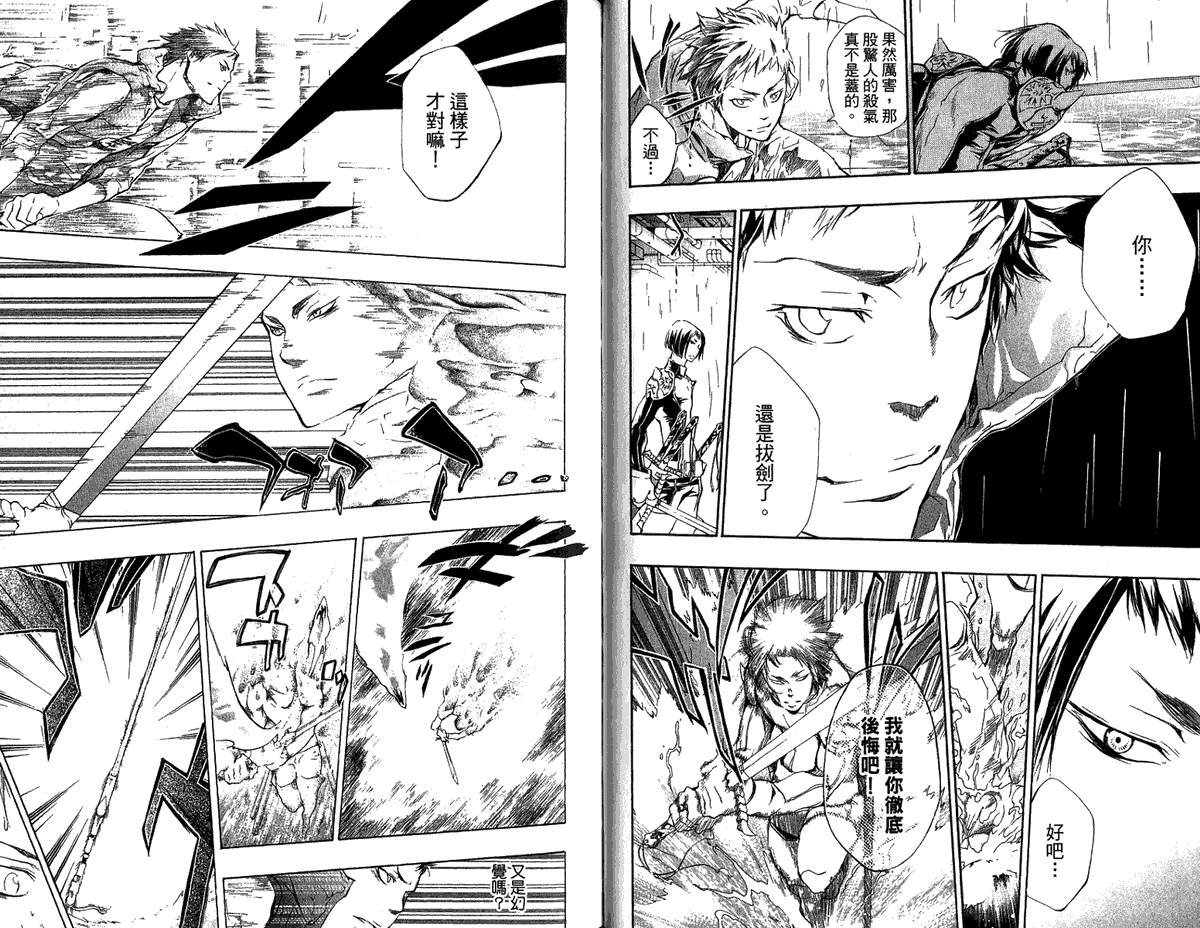 果然厲害，那
股驚人的殺氣
真不是蓋的。
不過…
你……
還是拔劍了。
好吧…
我就讓你徹底
後悔吧！
這樣子
才對嘛！
又是幻
覺嗎？